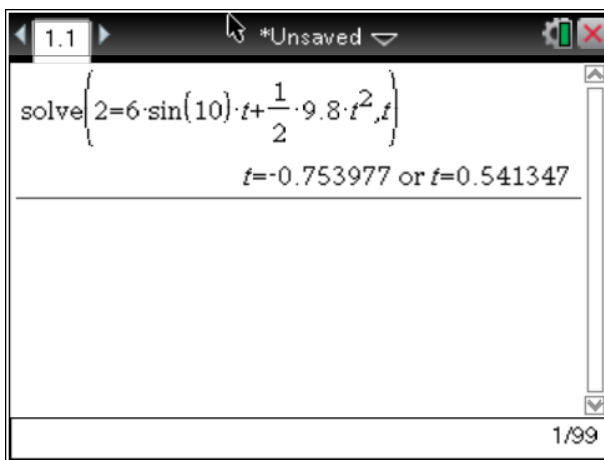 1.1 *Unsaved
solve(2=6·sin(10)·t+1/2·9.8·t²,t)
t=-0.753977 or t=0.541347
1/99